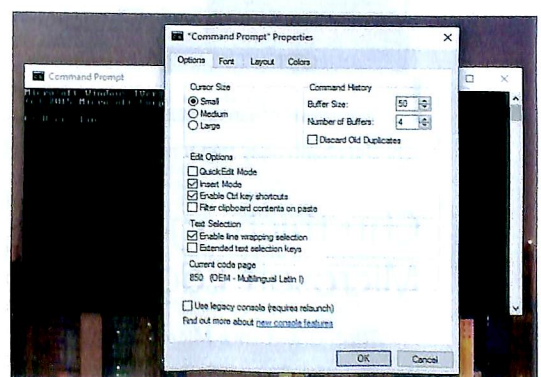 "Command Prompt" Properties
Options Font Layout Colors
Command Prompt
Cursor Size
Small
Medium
Large
Command History
Buffer Size: 50
Number of Buffers: 4
Discard Old Duplicates
Edit Options
QuickEdit Mode
Insert Mode
Enable Ctrl key shortcuts
Filter clipboard contents on paste
Text Selection
Enable line wrapping selection
Extended text selection keys
Current code page
850 (OEM - Multilingual Latin I)
Use legacy console (requires relaunch)
Find out more about new console features
OK Cancel